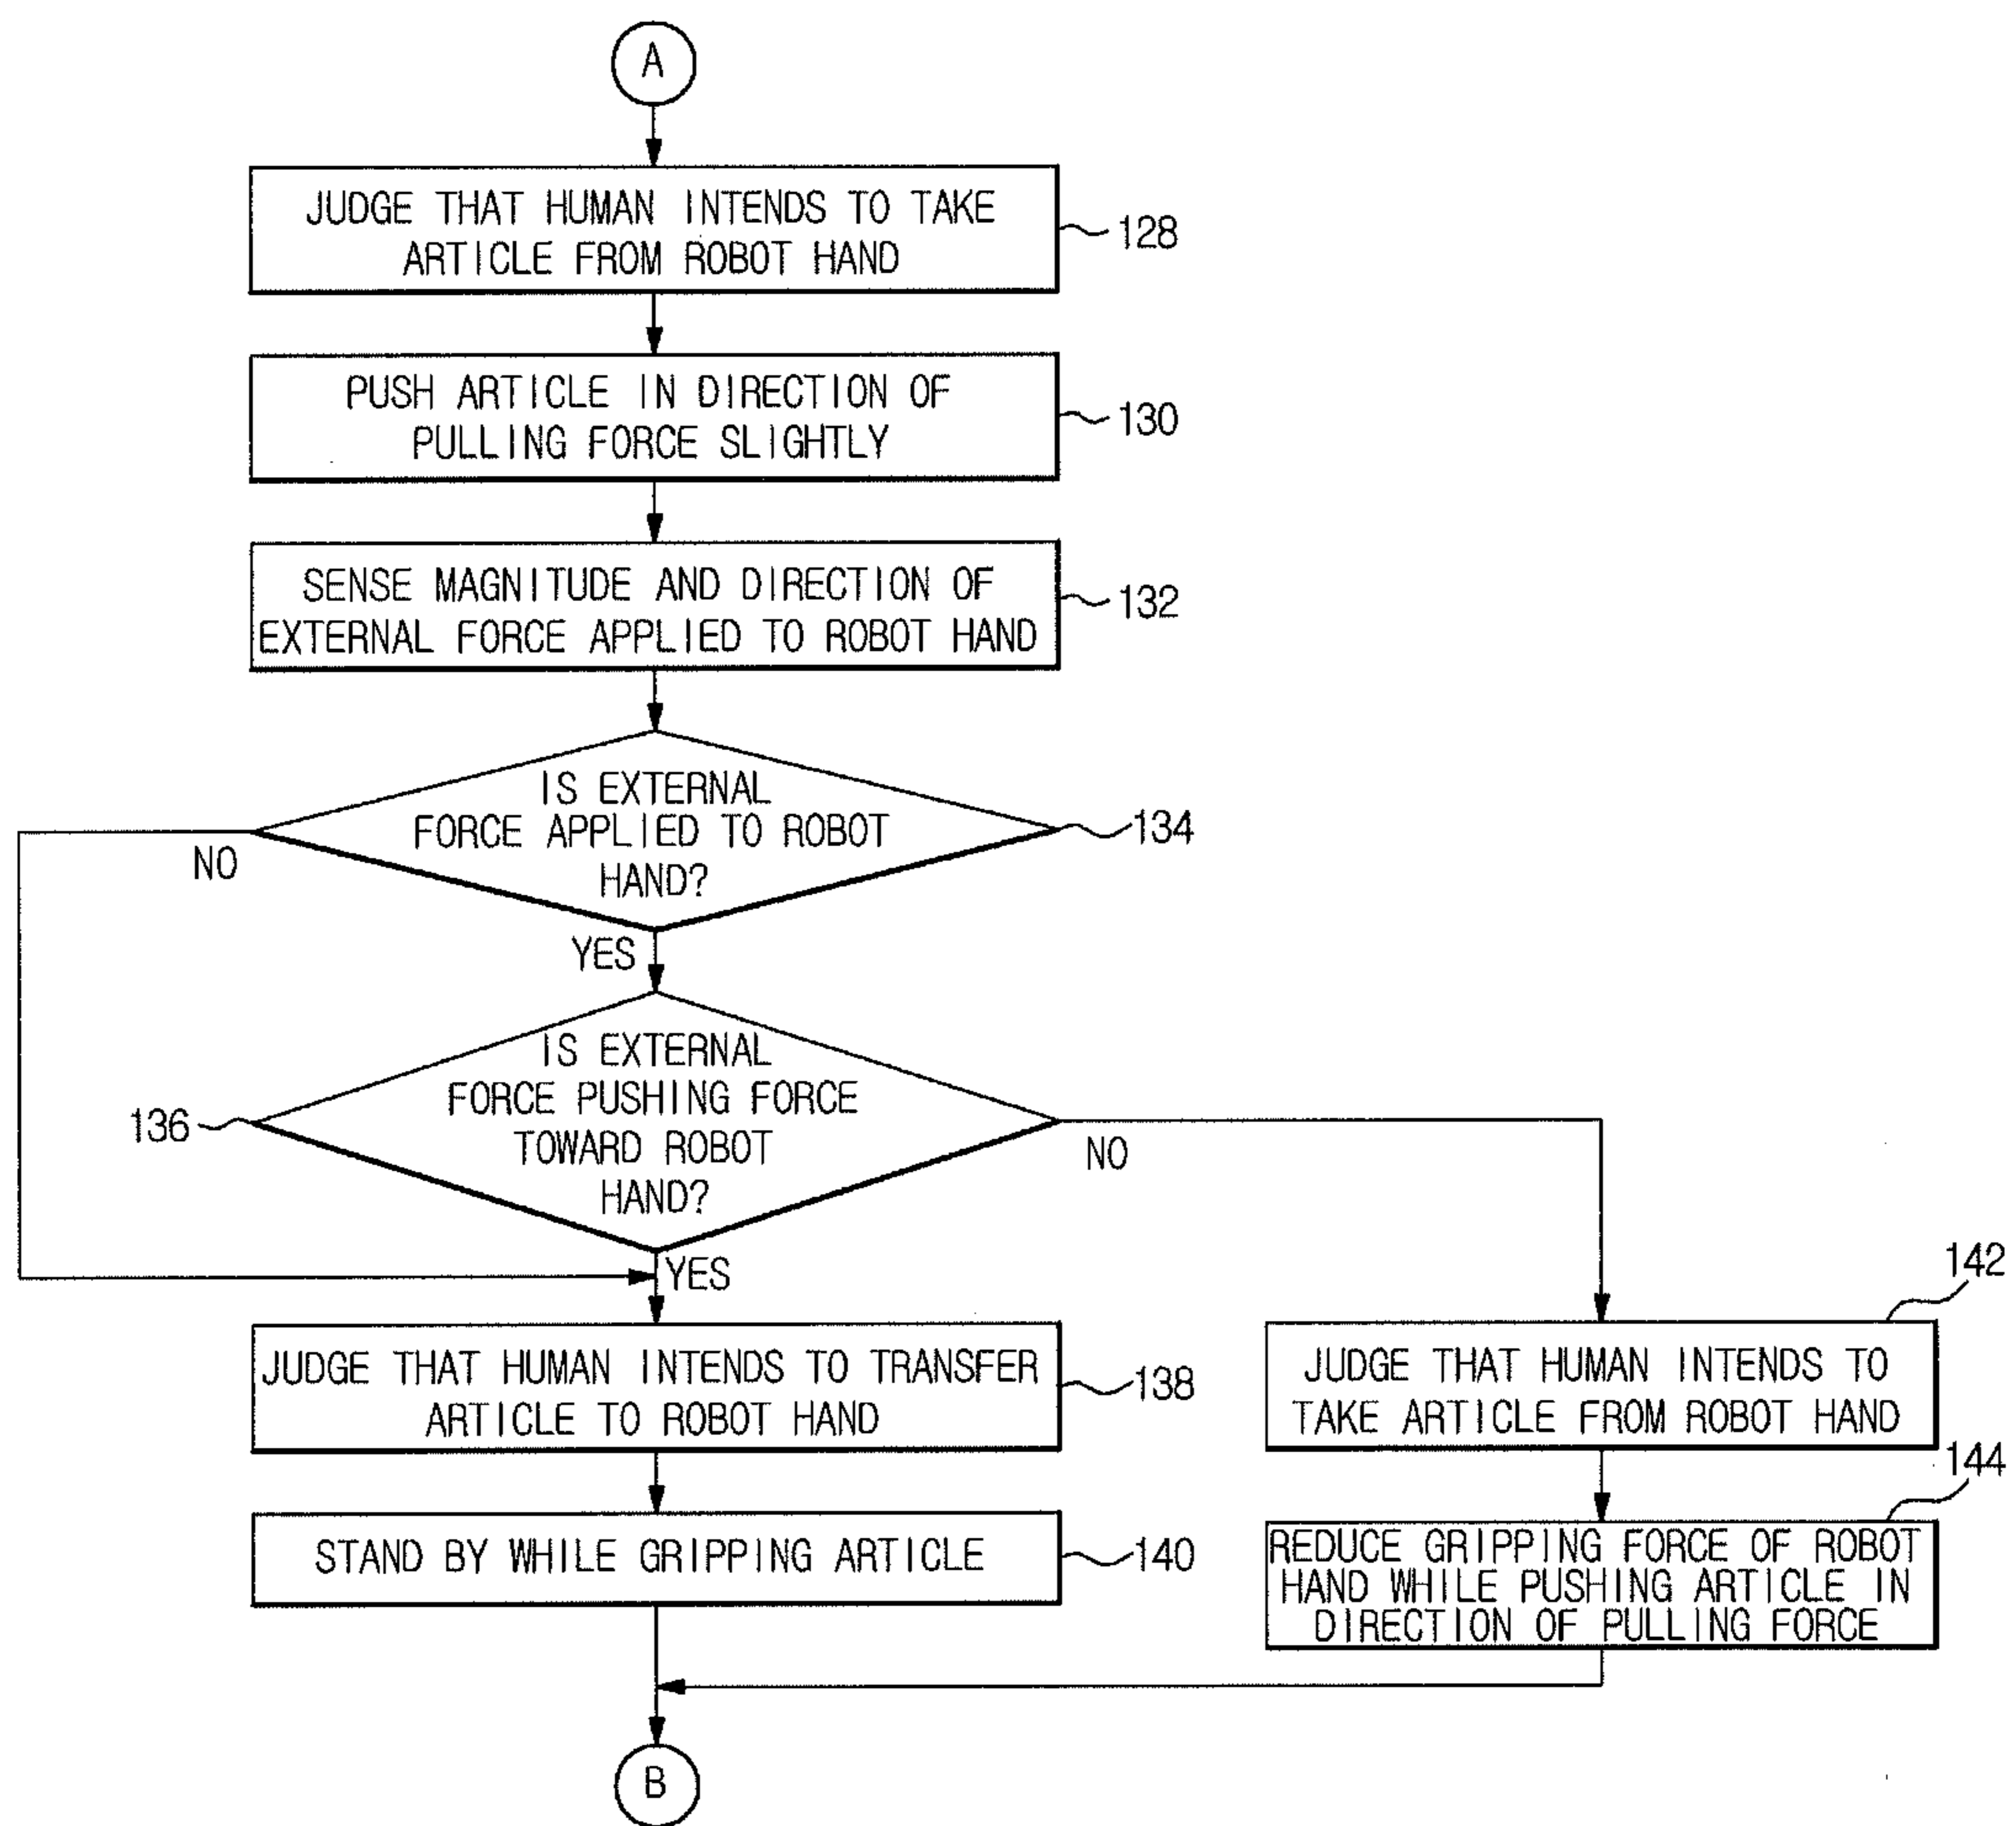 A
JUDGE THAT HUMAN INTENDS TO TAKE
ARTICLE FROM ROBOT HAND
128
PUSH ARTICLE IN DIRECTION OF
PULLING FORCE SLIGHTLY
130
SENSE MAGNITUDE AND DIRECTION OF
EXTERNAL FORCE APPLIED TO ROBOT HAND
132
IS EXTERNAL
FORCE APPLIED TO ROBOT
HAND?
134
NO
YES
IS EXTERNAL
FORCE PUSHING FORCE
TOWARD ROBOT
HAND?
136
NO
YES
JUDGE THAT HUMAN INTENDS TO TRANSFER
ARTICLE TO ROBOT HAND
138
142
JUDGE THAT HUMAN INTENDS TO
TAKE ARTICLE FROM ROBOT HAND
STAND BY WHILE GRIPPING ARTICLE
140
144
REDUCE GRIPPING FORCE OF ROBOT
HAND WHILE PUSHING ARTICLE IN
DIRECTION OF PULLING FORCE
B